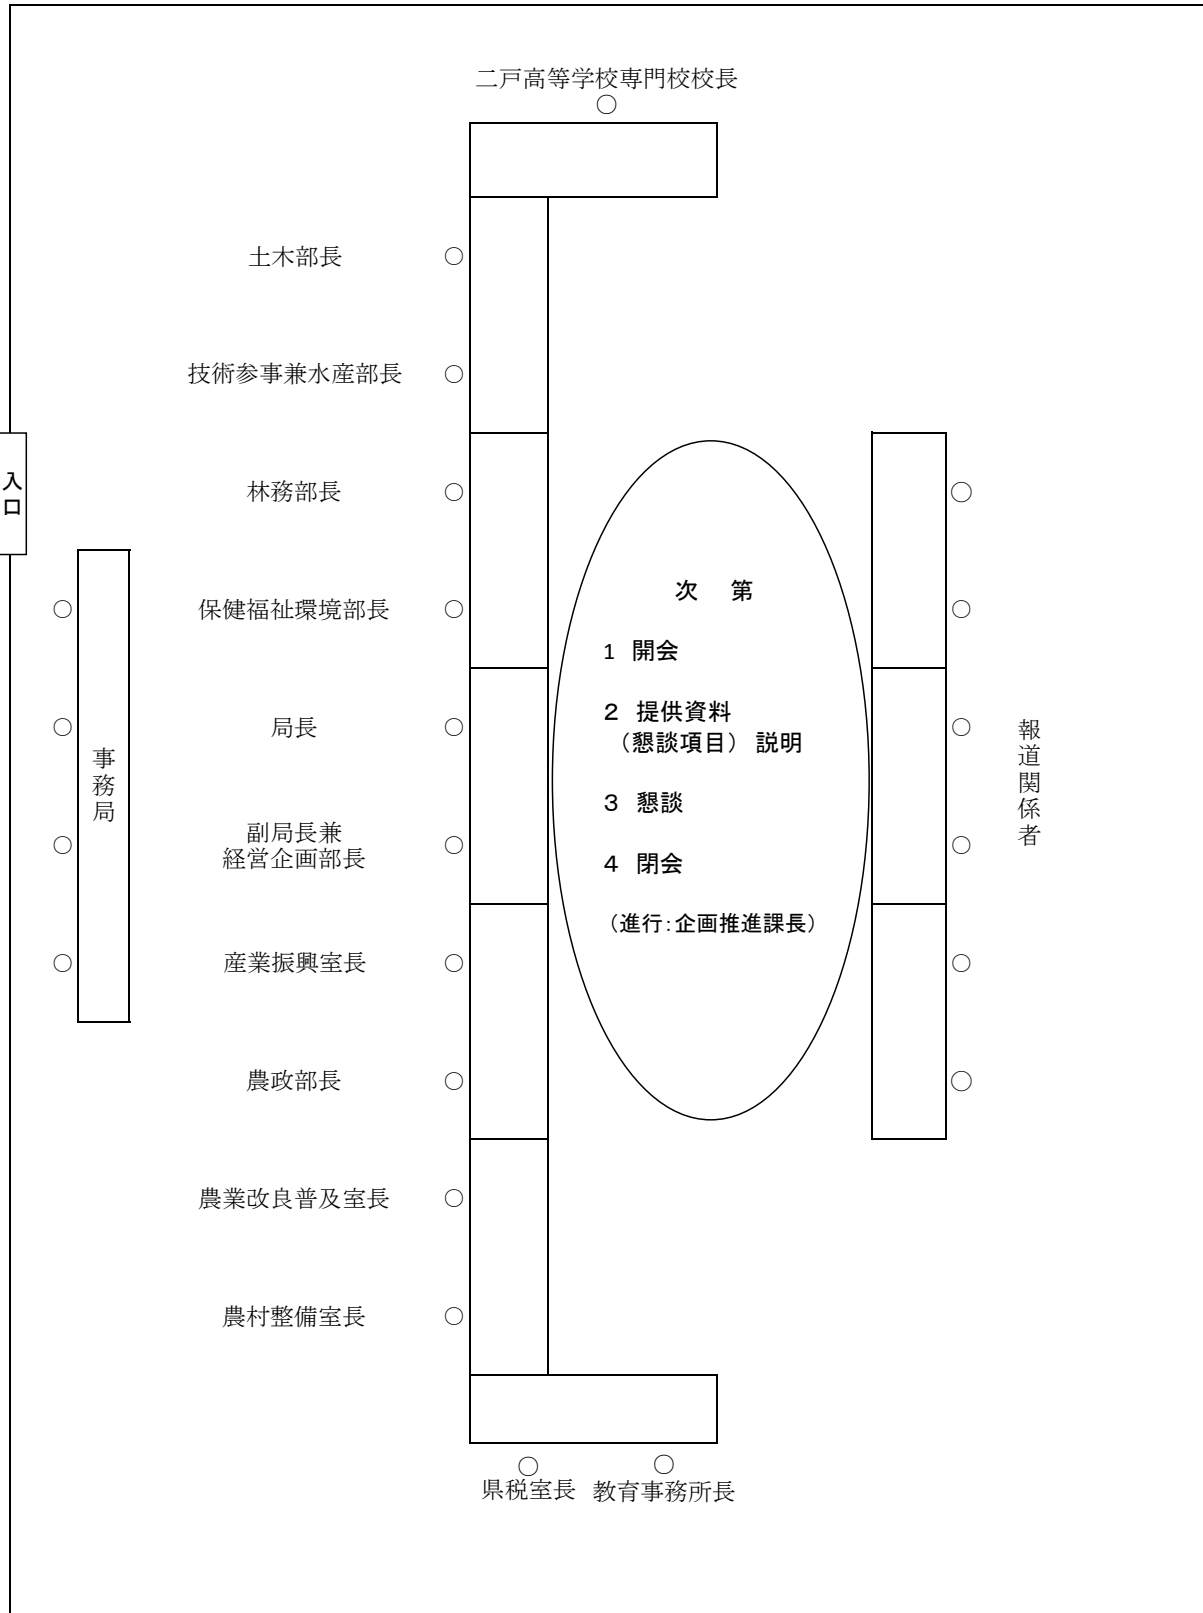 二戸高等学校専門校校長
○
土木部長 ○
技術参事兼水産部長 ○
入口
林務部長 ○
保健福祉環境部長 ○
局長 ○
事務局
副局長兼
経営企画部長 ○
産業振興室長 ○
農政部長 ○
農業改良普及室長 ○
農村整備室長 ○
次 第
1 開会
2 提供資料
(懇談項目) 説明
3 懇談
4 閉会
(進行:企画推進課長)
報道関係者
県税室長 教育事務所長